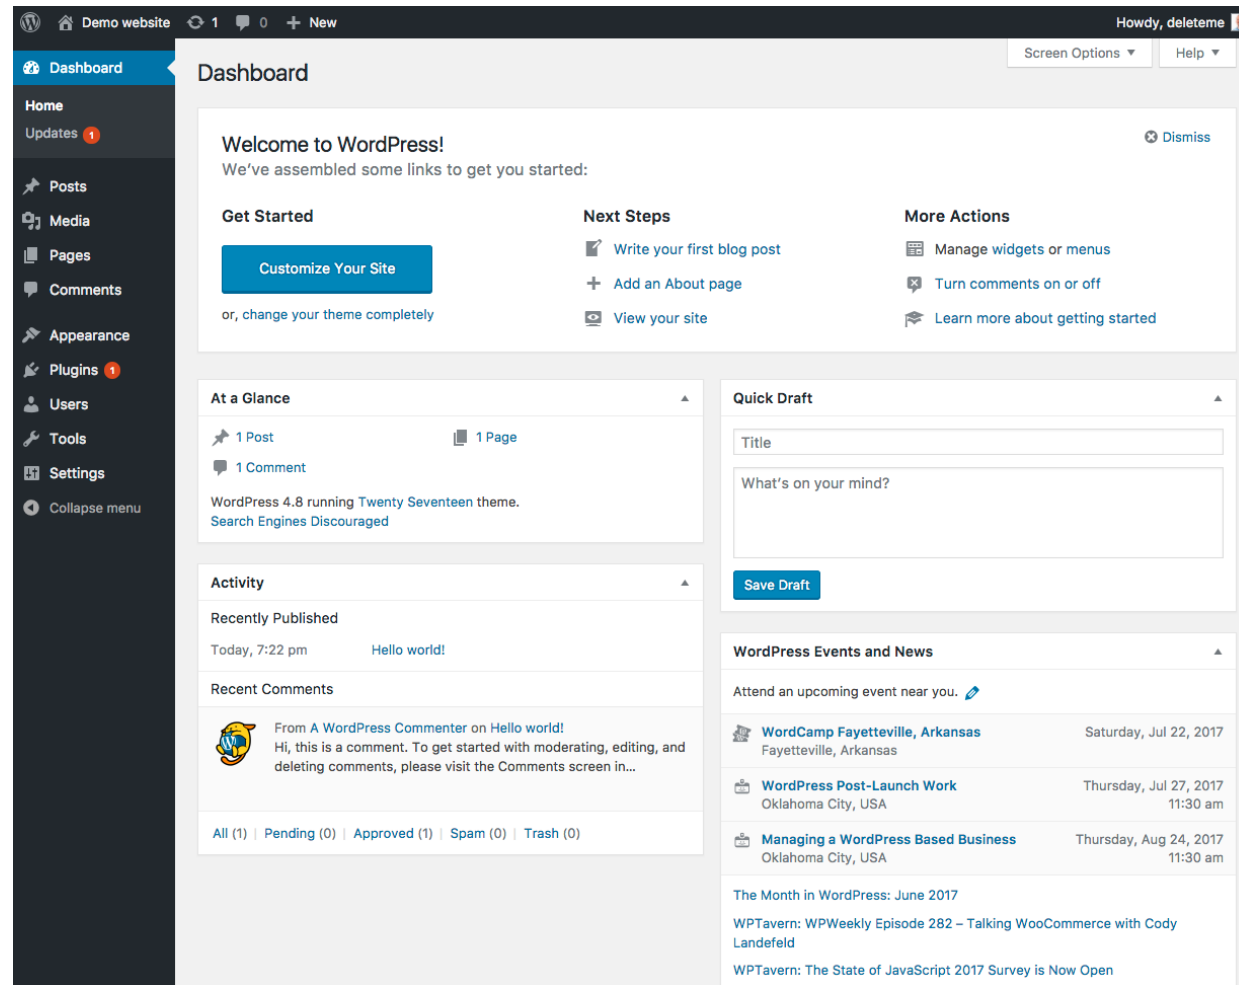 Demo website 1 0 New
Howdy, deleteme
Dashboard
Home
Updates 1
Posts
Media
Pages
Comments
Appearance
Plugins 1
Users
Tools
Settings
Collapse menu
Screen Options
Help
Dashboard
Welcome to WordPress!
We've assembled some links to get you started:
Dismiss
Get Started
Customize Your Site
or, change your theme completely
Next Steps
Write your first blog post
Add an About page
View your site
More Actions
Manage widgets or menus
Turn comments on or off
Learn more about getting started
At a Glance
1 Post
1 Page
1 Comment
WordPress 4.8 running Twenty Seventeen theme.
Search Engines Discouraged
Activity
Recently Published
Today, 7:22 pm Hello world!
Recent Comments
From A WordPress Commenter on Hello world!
Hi, this is a comment. To get started with moderating, editing, and
deleting comments, please visit the Comments screen in…
All (1) | Pending (0) | Approved (1) | Spam (0) | Trash (0)
Quick Draft
Title
What's on your mind?
Save Draft
WordPress Events and News
Attend an upcoming event near you.
WordCamp Fayetteville, Arkansas Saturday, Jul 22, 2017
Fayetteville, Arkansas
WordPress Post-Launch Work Thursday, Jul 27, 2017
Oklahoma City, USA 11:30 am
Managing a WordPress Based Business Thursday, Aug 24, 2017
Oklahoma City, USA 11:30 am
The Month in WordPress: June 2017
WPTavern: WPWeekly Episode 282 – Talking WooCommerce with Cody
Landefeld
WPTavern: The State of JavaScript 2017 Survey is Now Open